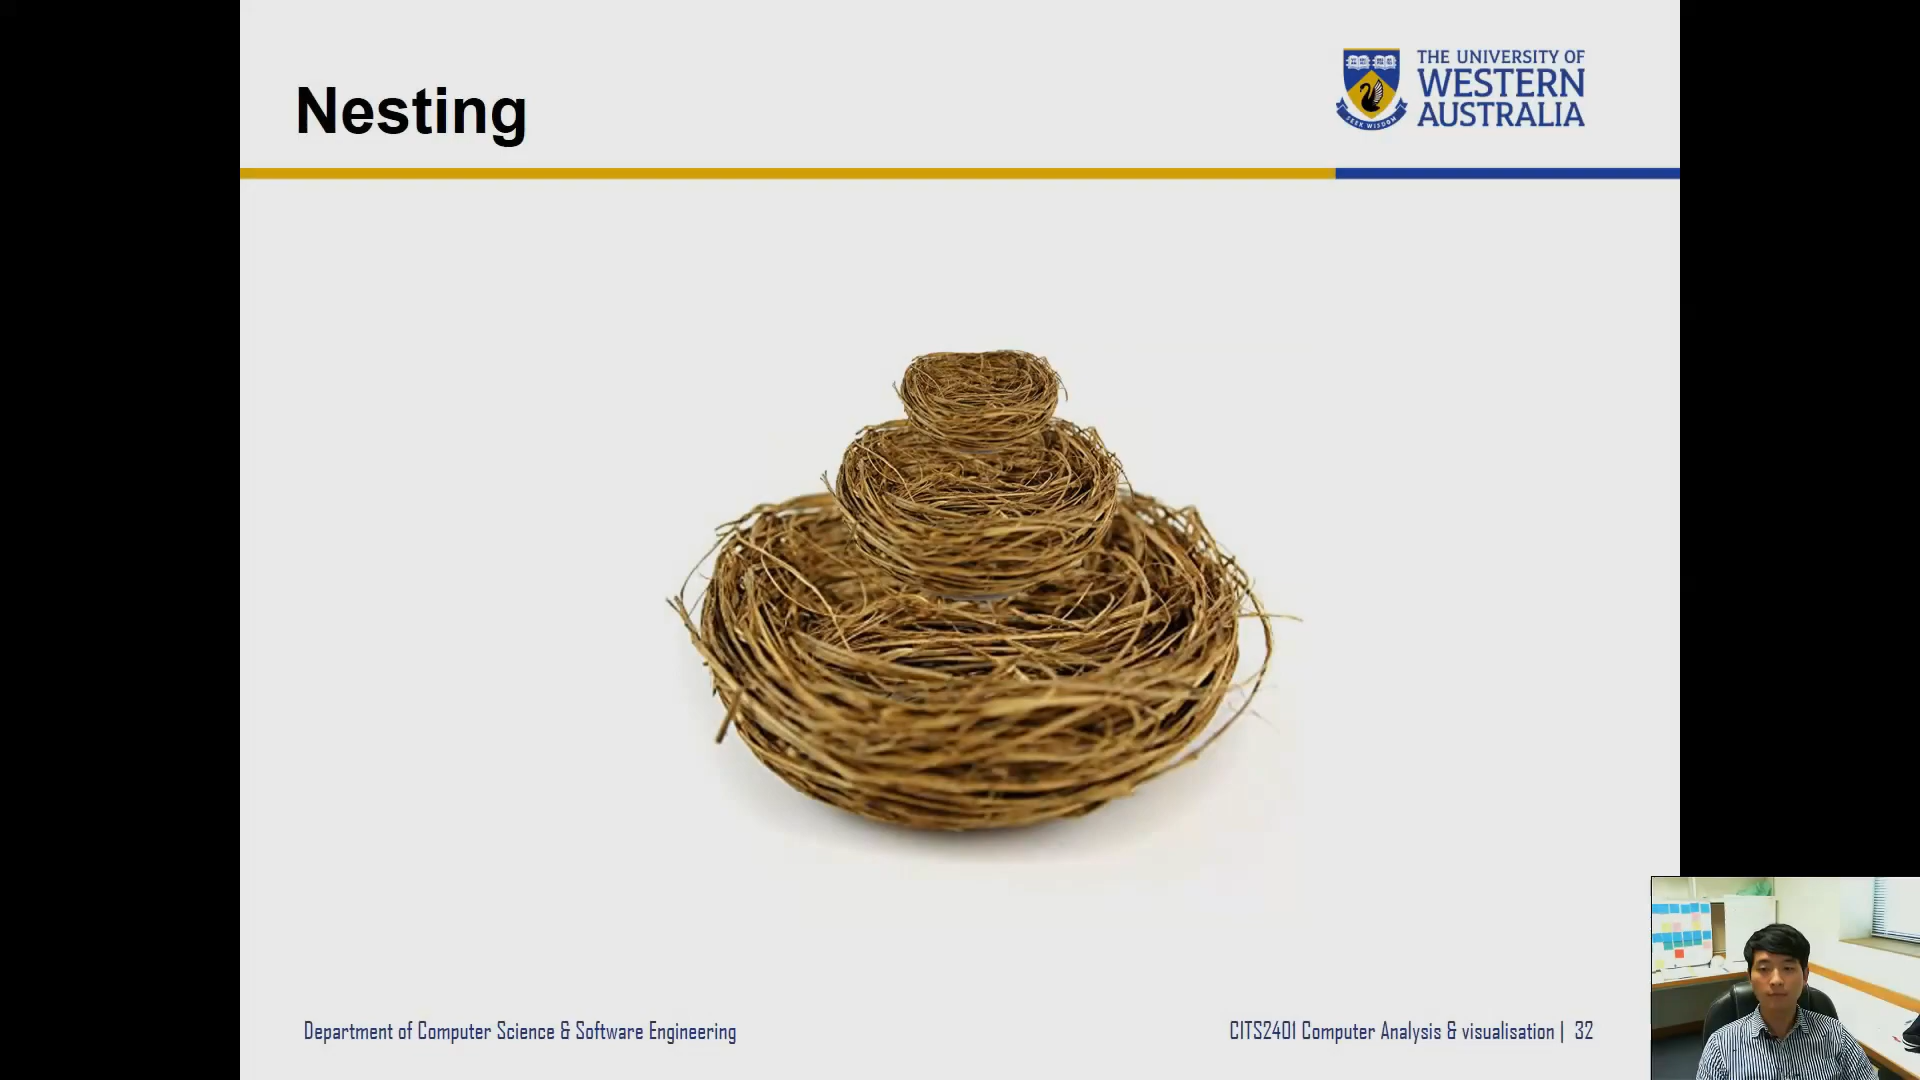 Nesting
THE UNIVERSITY OF
WESTERN
AUSTRALIA
SEEK WISDOM
Department of Computer Science & Software Engineering
CITS2401 Computer Analysis & visualisation | 32